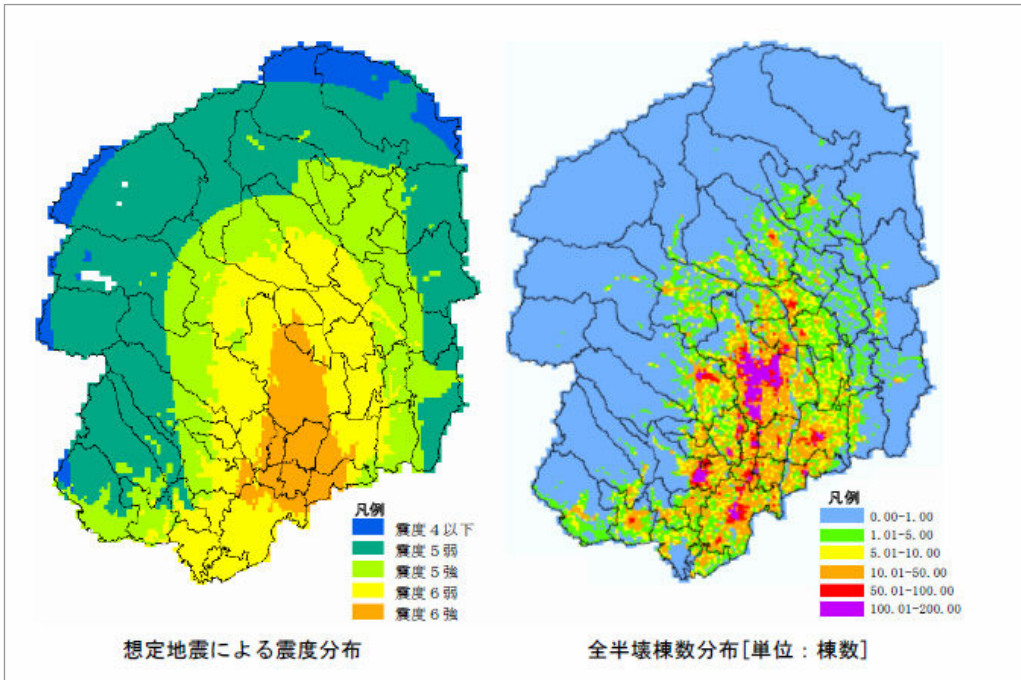 凡例
震度４以下
震度５弱
震度５強
震度６弱
震度６強
想定地震による震度分布
凡例
0.00-1.00
1.01-5.00
5.01-10.00
10.01-50.00
50.01-100.00
100.01-200.00
全半壊棟数分布[単位：棟数]